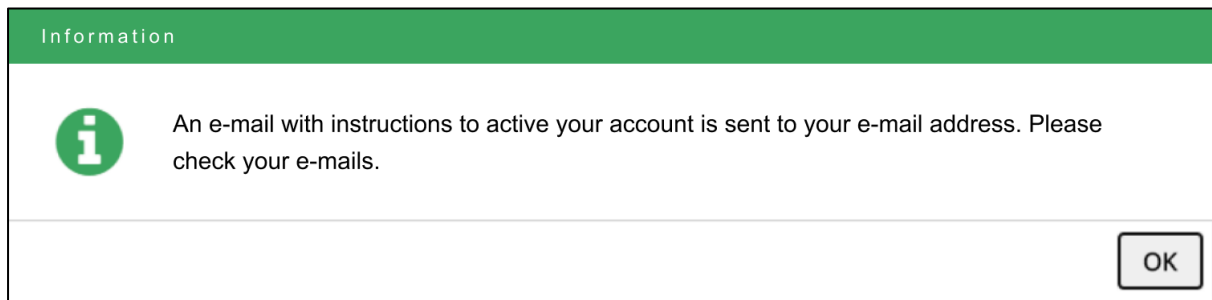 Information
An e-mail with instructions to active your account is sent to your e-mail address. Please
check your e-mails.
OK